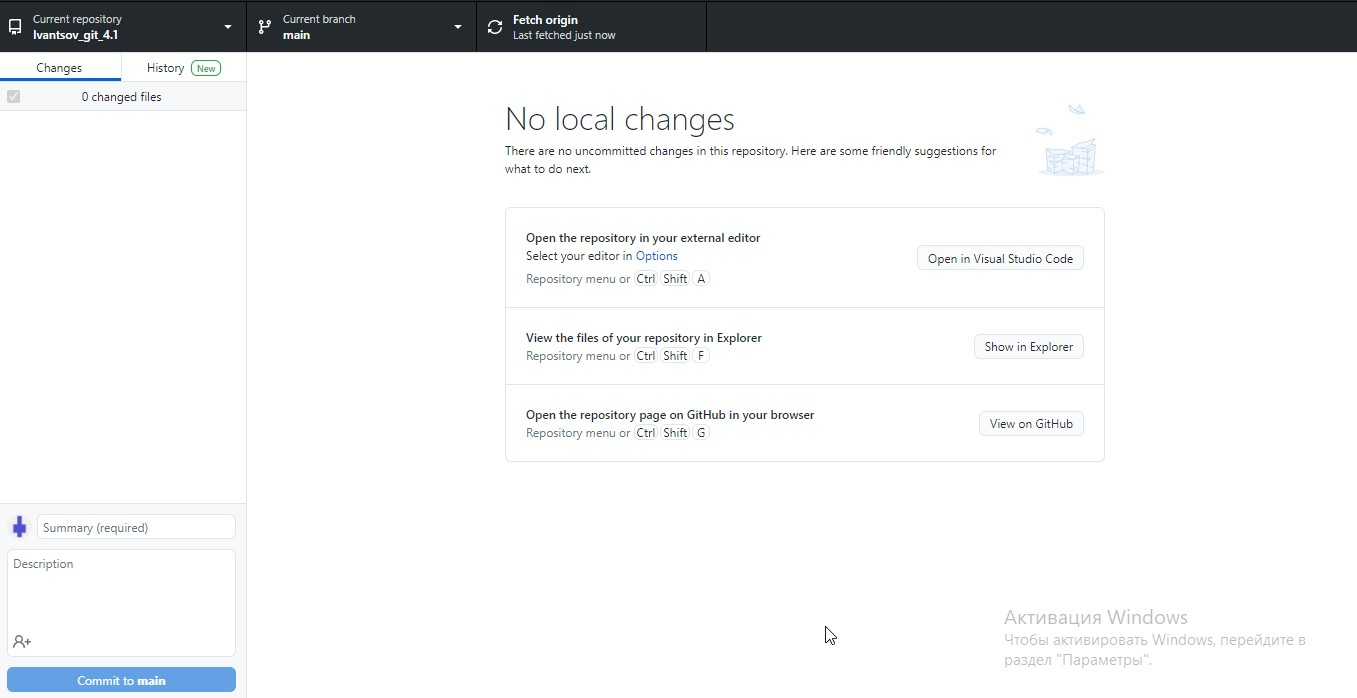 Current repository
Ivantsov_git_4.1
Current branch
main
Fetch origin
Last fetched just now
Changes
History New
0 changed files
No local changes
There are no uncommitted changes in this repository. Here are some friendly suggestions for
what to do next.
Open the repository in your external editor
Select your editor in Options
Repository menu or Ctrl Shift A
Open in Visual Studio Code
View the files of your repository in Explorer
Repository menu or Ctrl Shift F
Show in Explorer
Open the repository page on GitHub in your browser
Repository menu or Ctrl Shift G
View on GitHub
Summary (required)
Description
Commit to main
Активация Windows
Чтобы активировать Windows, перейдите в
раздел "Параметры".